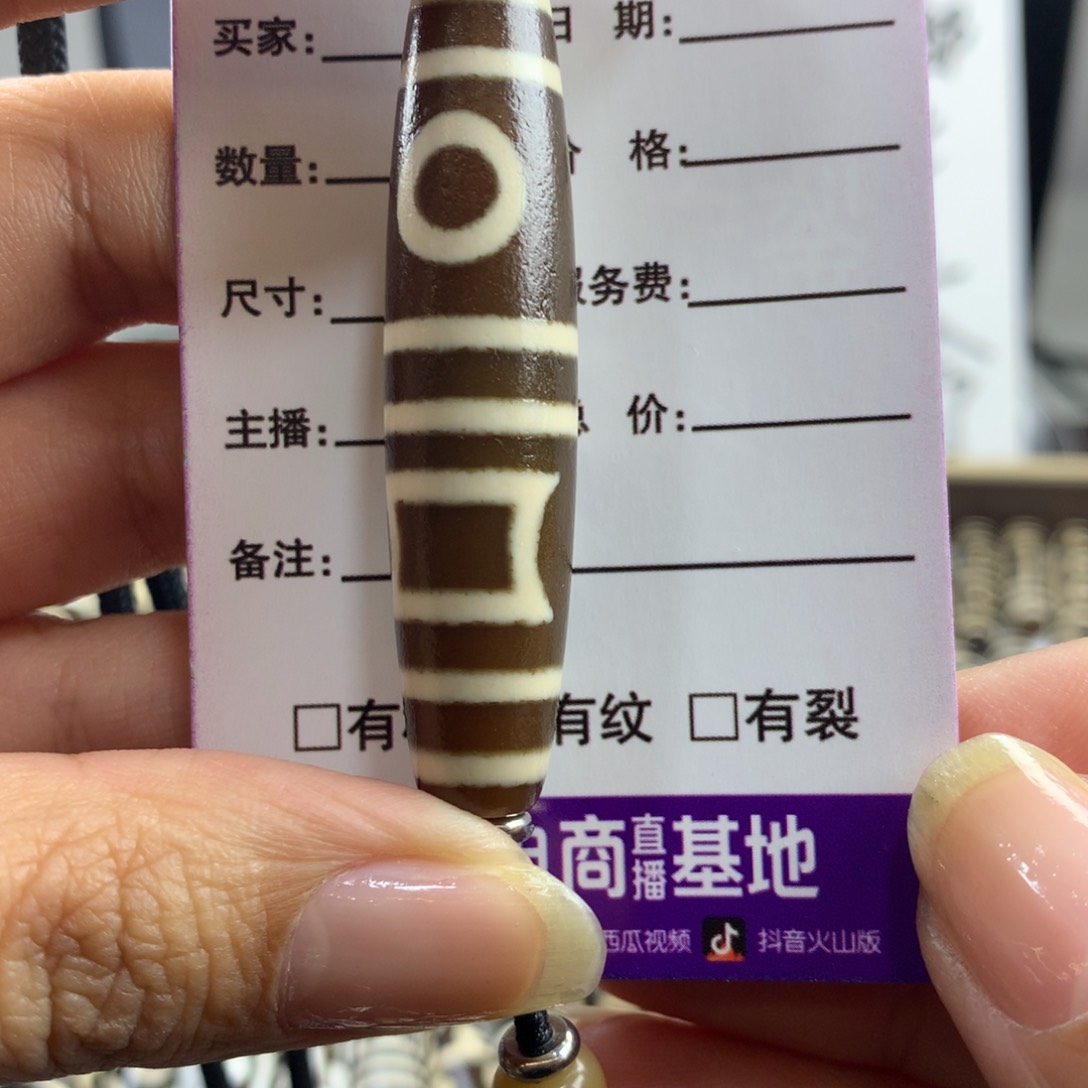 买家: 日 期:
数量: 格:
尺寸: 务费:
主播: 价:
备注:
□有 有纹 □有裂
商直播基地
西瓜视频 抖音火山版